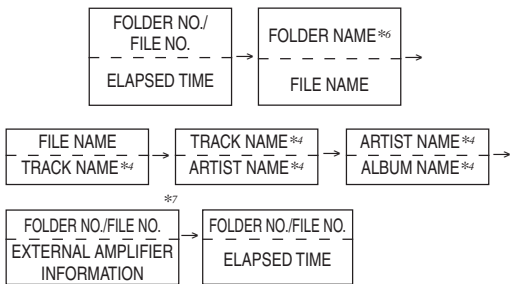 FOLDER NO./
FILE NO.
ELAPSED TIME
FOLDER NAME*6
FILE NAME
FILE NAME
TRACK NAME*4
TRACK NAME*4
ARTIST NAME*4
ARTIST NAME*4
ALBUM NAME*4
*7
FOLDER NO./FILE NO.
EXTERNAL AMPLIFIER
INFORMATION
FOLDER NO./FILE NO.
ELAPSED TIME